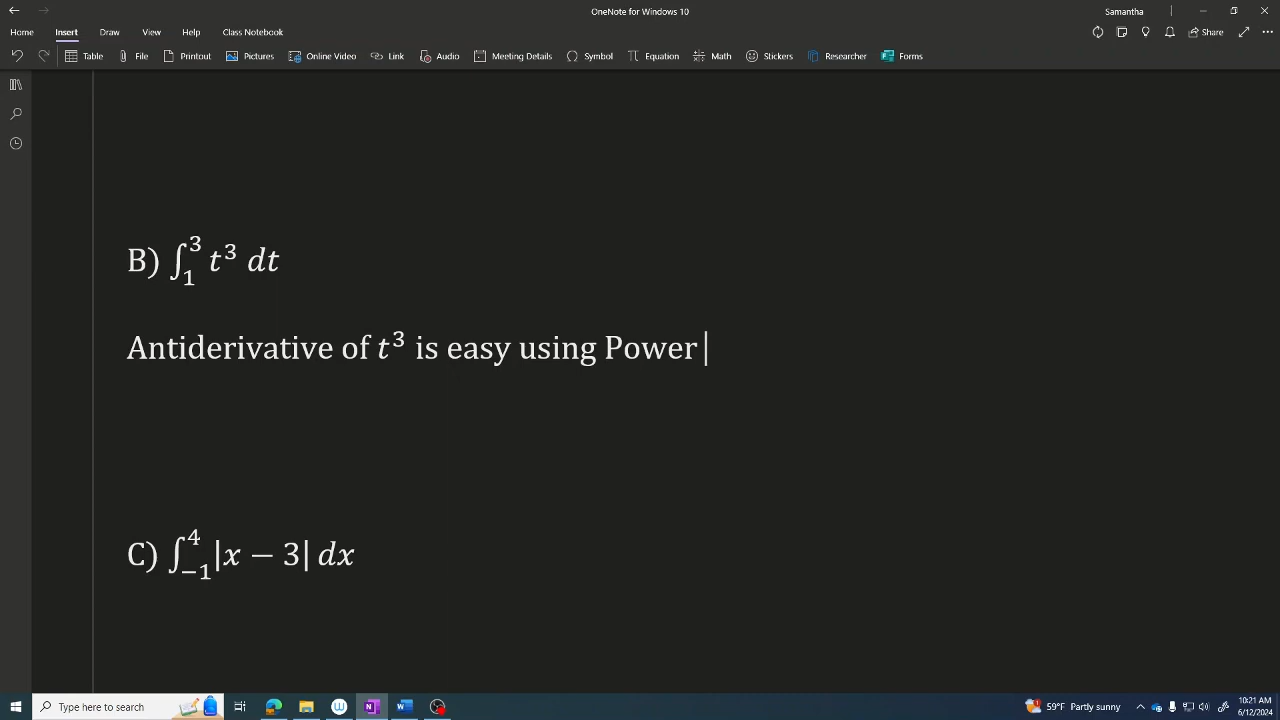 OneNote for Windows 10
Samantha
Home Insert Draw View Help Class Notebook
Share
Table File Printout Pictures Online Video Link Audio Meeting Details Symbol Equation Math Stickers Researcher Forms
B) ∫₁³ t³ dt
Antiderivative of t³ is easy using Power
C) ∫₋₁⁴ |x − 3| dx
Type here to search
59°F Partly sunny
10:21 AM
6/12/2024